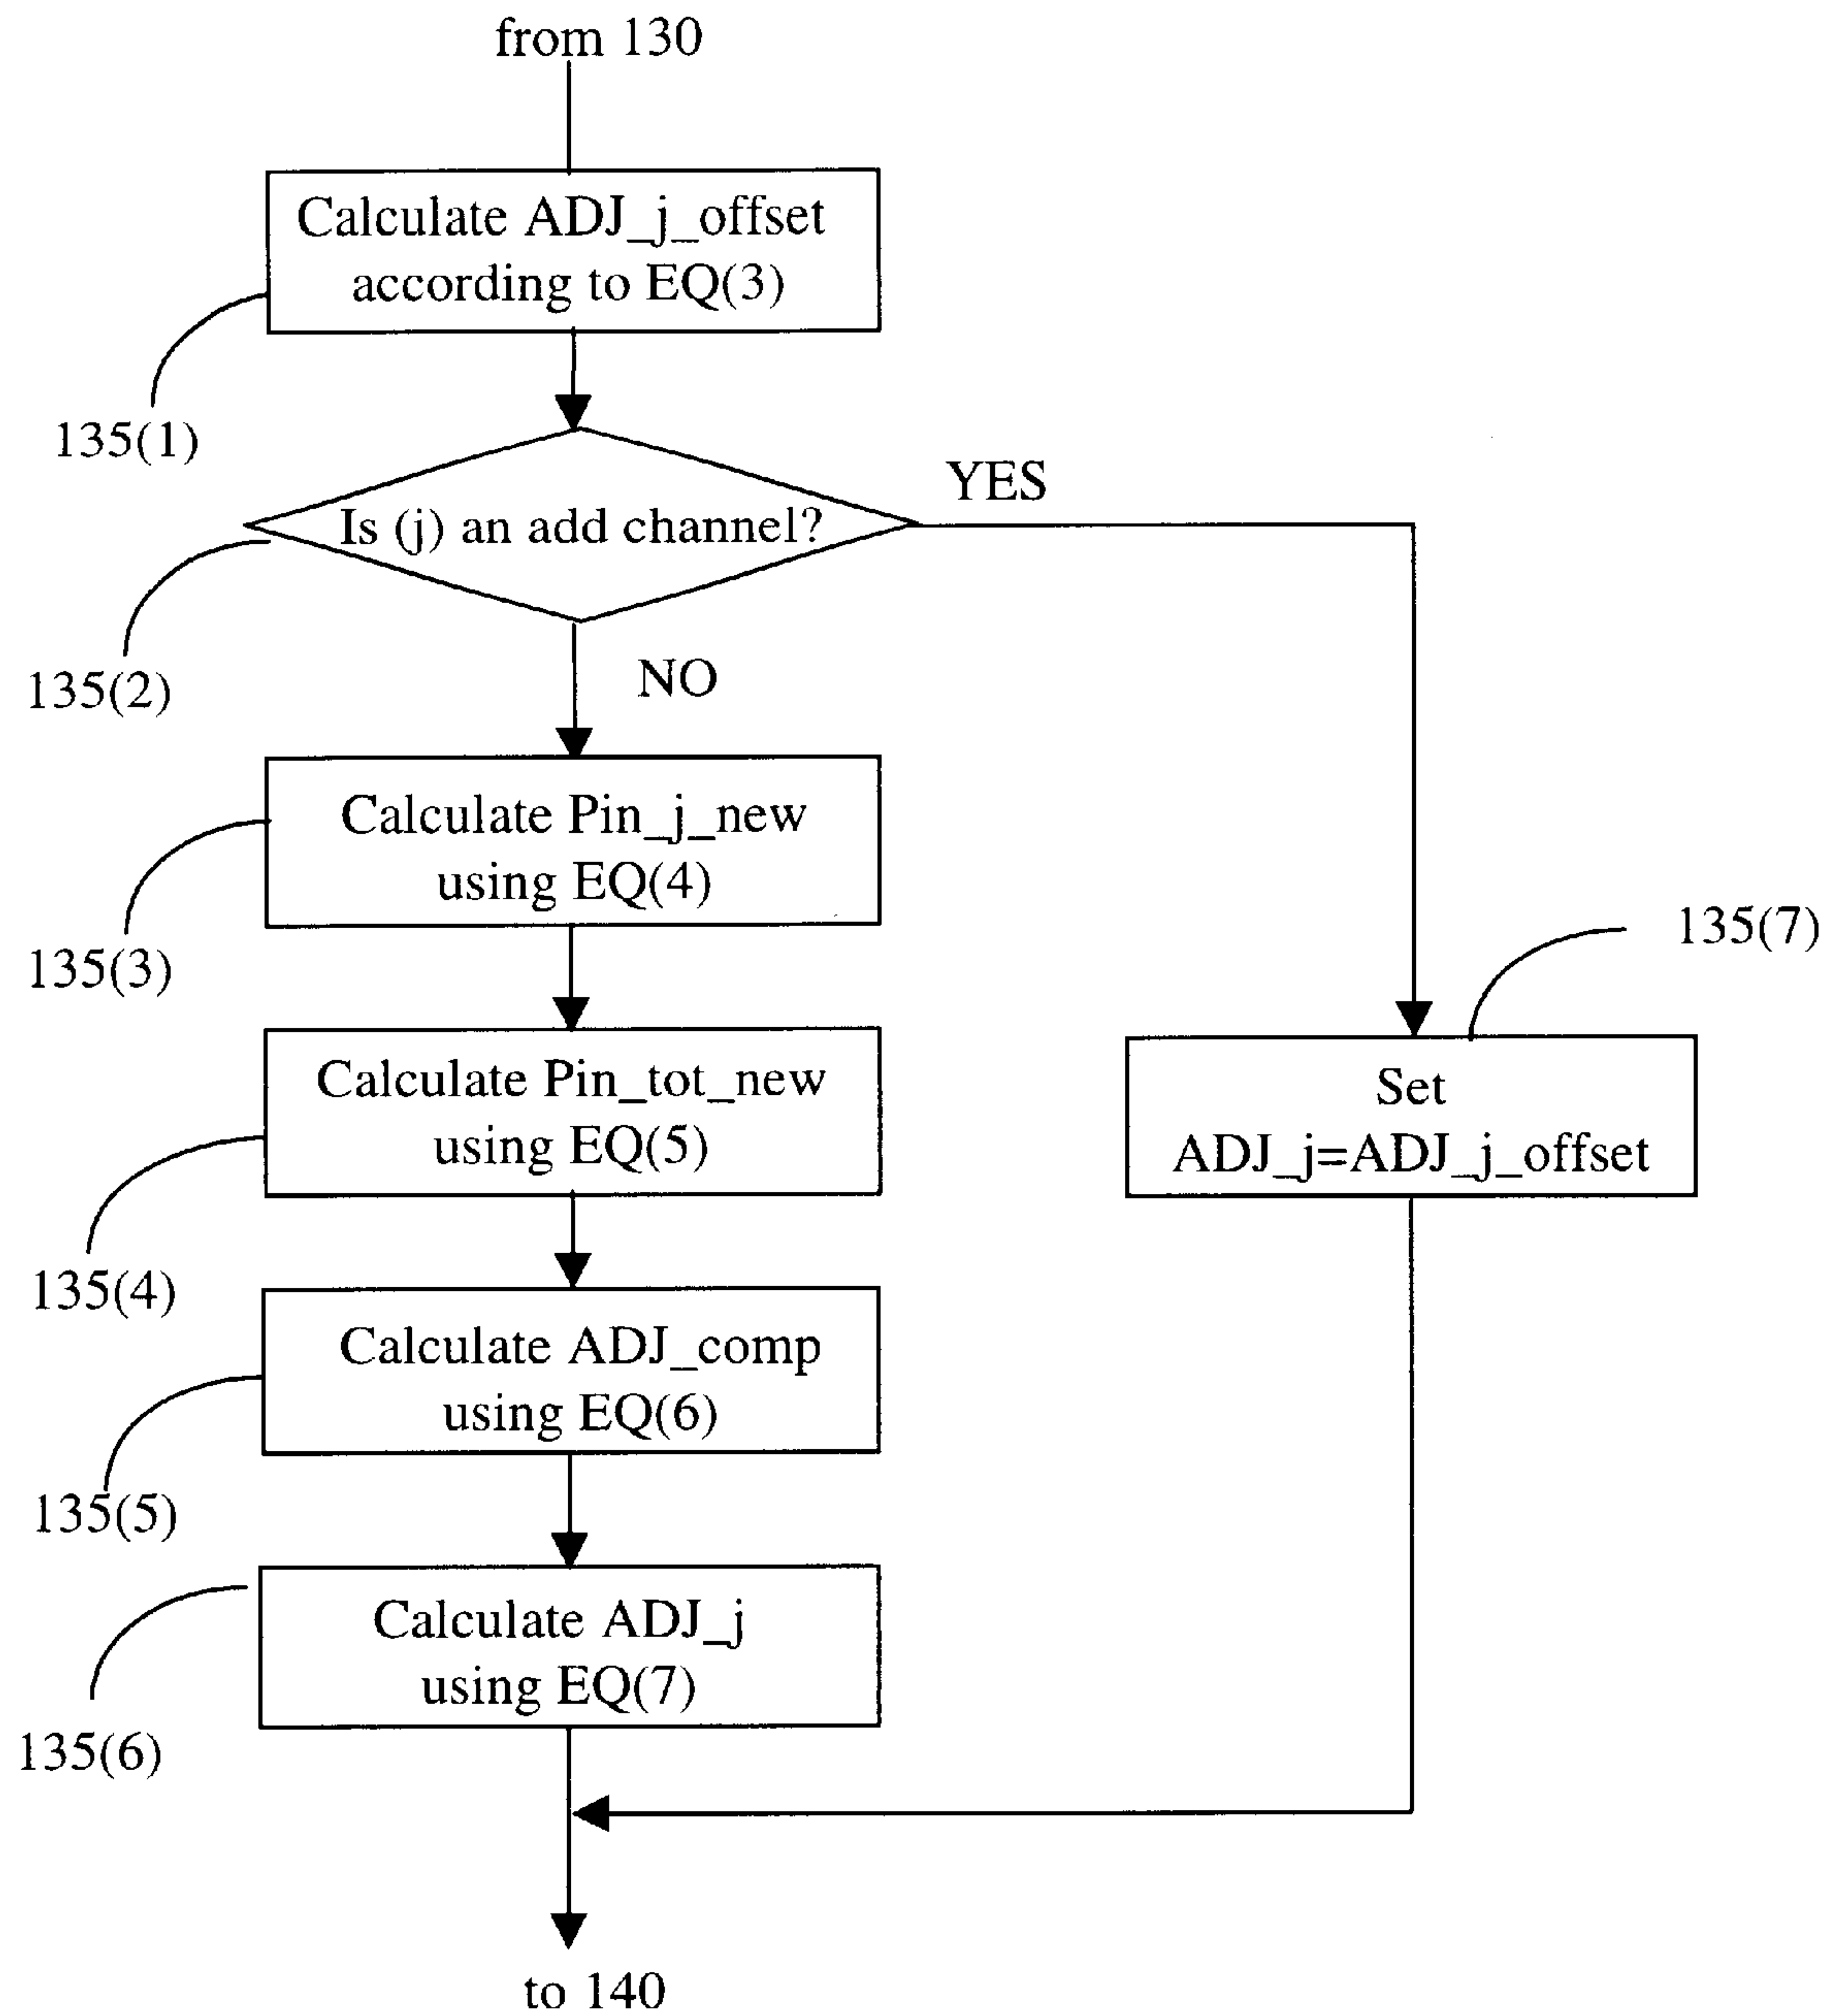 from 130
Calculate ADJ_j_offset
according to EQ(3)
135(1)
YES
Is (j) an add channel?
135(2)
NO
Calculate Pin_j_new
using EQ(4)
135(3)
135(7)
Calculate Pin_tot_new
using EQ(5)
Set
ADJ_j=ADJ_j_offset
135(4)
Calculate ADJ_comp
using EQ(6)
135(5)
Calculate ADJ_j
using EQ(7)
135(6)
to 140